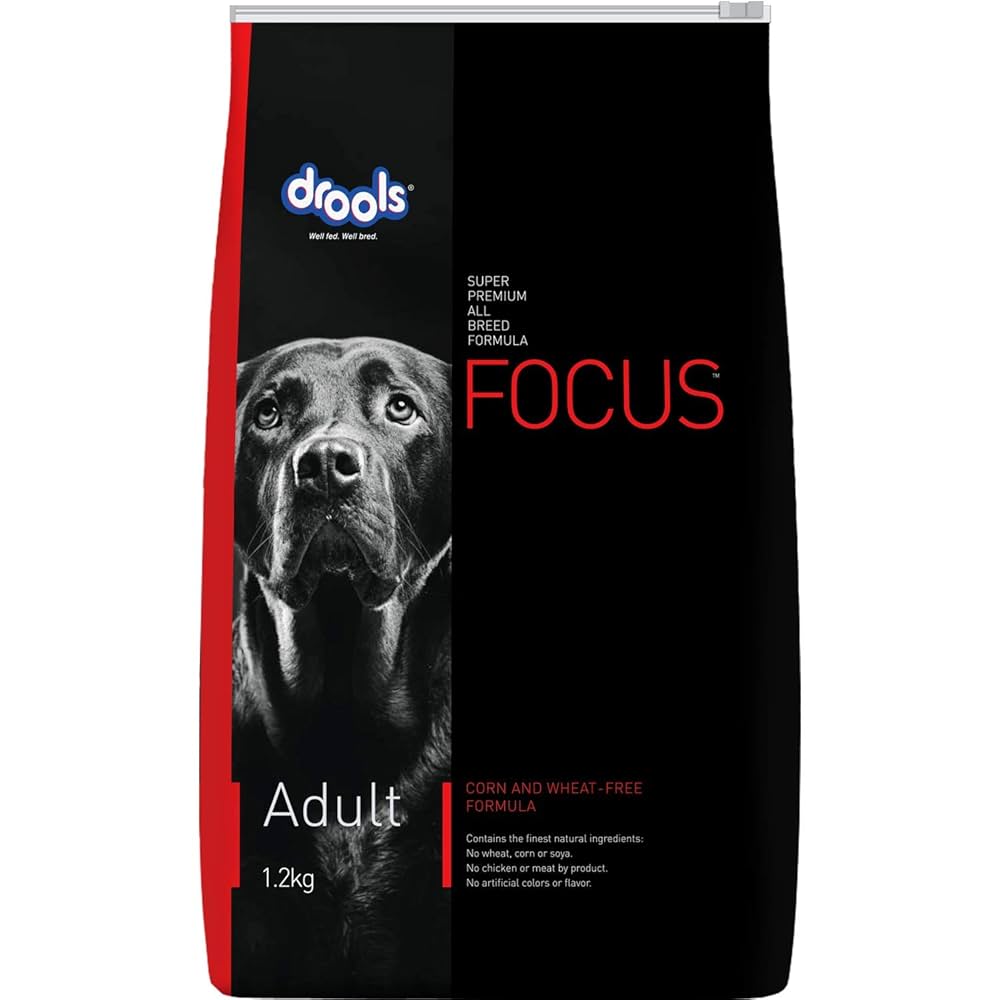 drools®
Well fed. Well bred.
SUPER
PREMIUM
ALL
BREED
FORMULA
FOCUS™
Adult
1.2kg
CORN AND WHEAT-FREE
FORMULA
Contains the finest natural ingredients:
No wheat, corn or soya.
No chicken or meat by product.
No artificial colors or flavor.